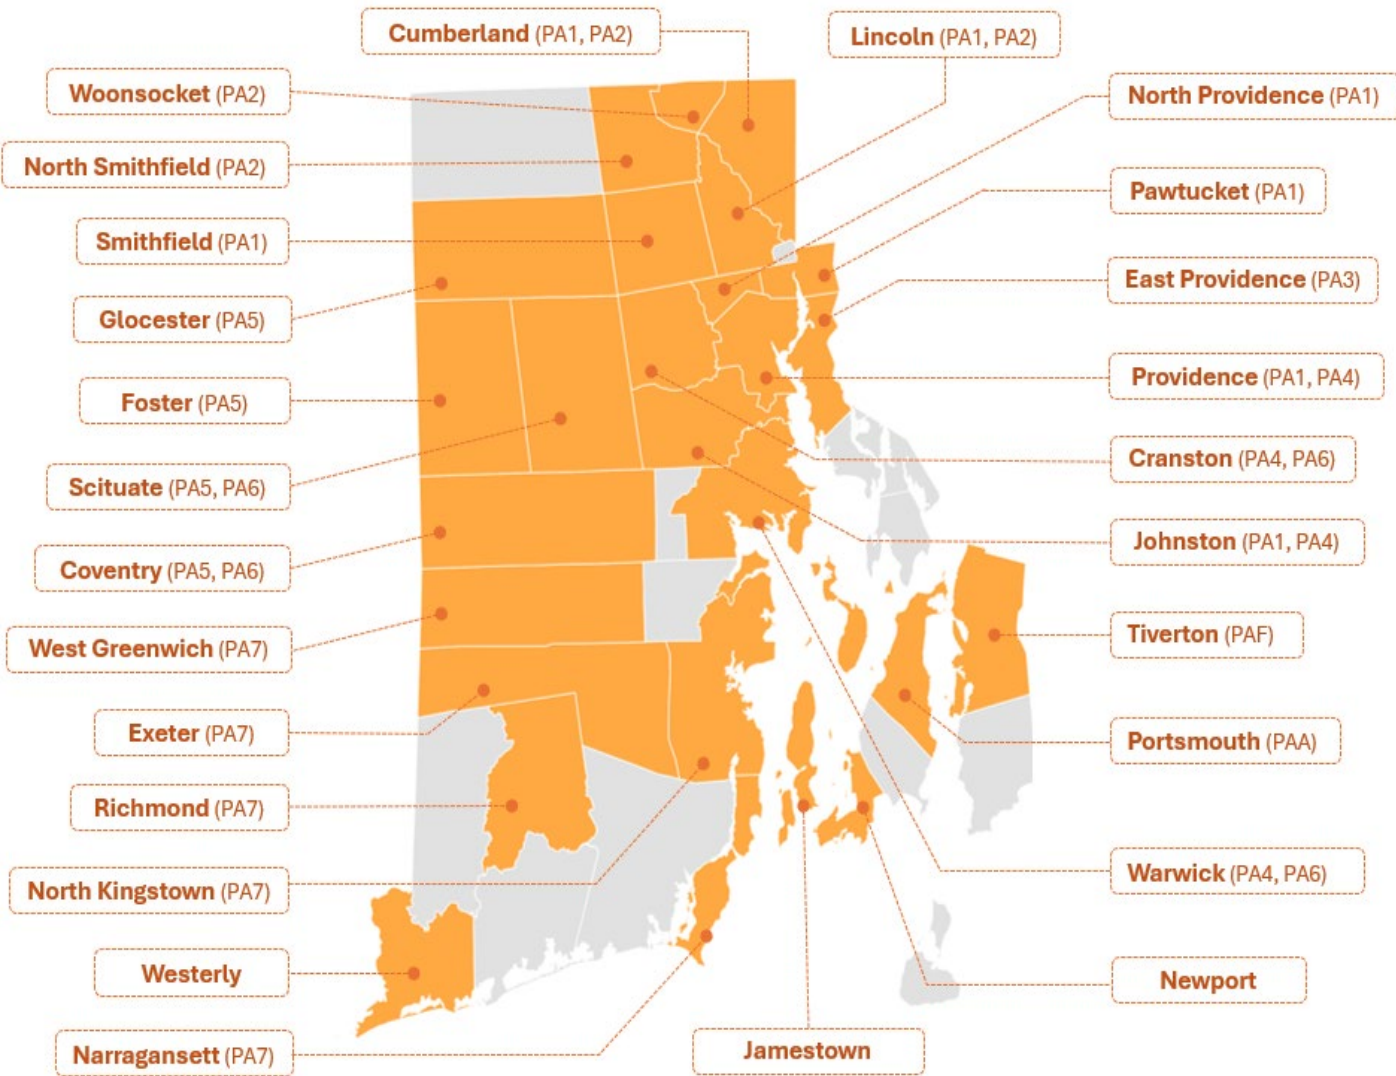 Cumberland (PA1, PA2)
Lincoln (PA1, PA2)
Woonsocket (PA2)
North Providence (PA1)
North Smithfield (PA2)
Pawtucket (PA1)
Smithfield (PA1)
East Providence (PA3)
Glocester (PA5)
Providence (PA1, PA4)
Foster (PA5)
Cranston (PA4, PA6)
Scituate (PA5, PA6)
Johnston (PA1, PA4)
Coventry (PA5, PA6)
Tiverton (PAF)
West Greenwich (PA7)
Exeter (PA7)
Portsmouth (PAA)
Richmond (PA7)
Warwick (PA4, PA6)
North Kingstown (PA7)
Westerly
Newport
Narragansett (PA7)
Jamestown